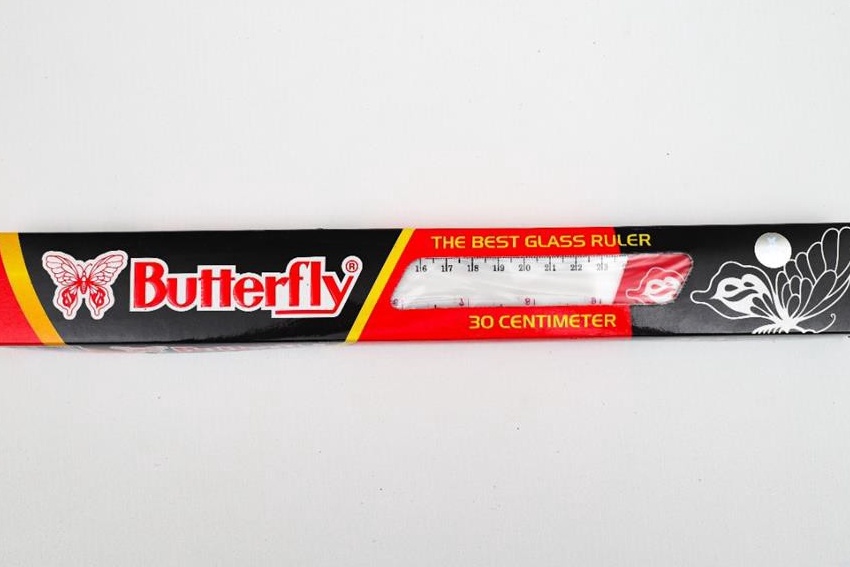 Butterfly®
THE BEST GLASS RULER
16 17 18 19 20 21 22 23
30 CENTIMETER